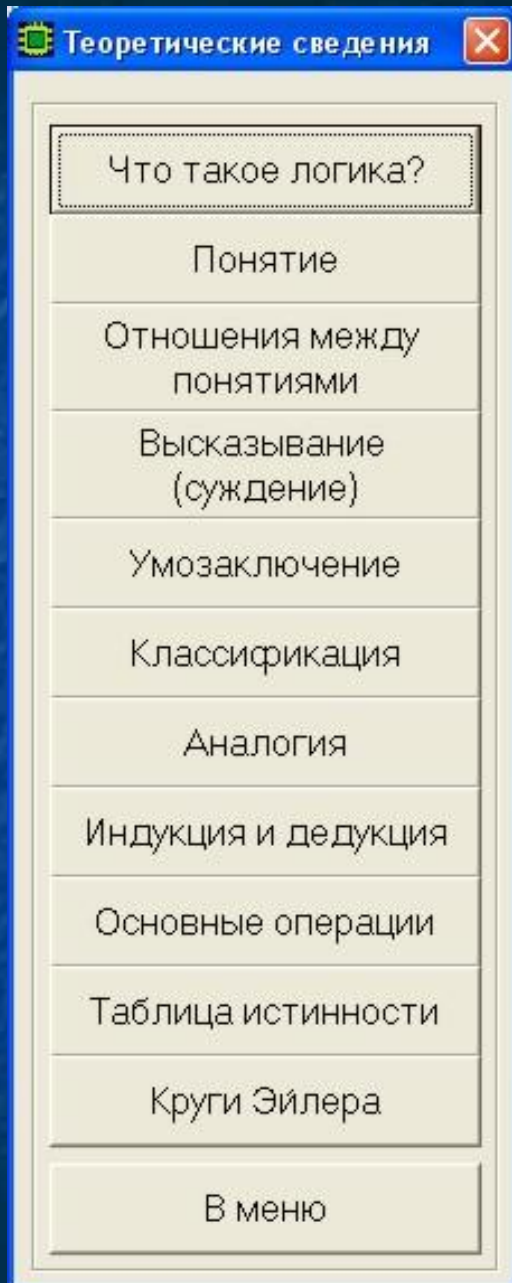 Теоретические сведения
Что такое логика?
Понятие
Отношения между
понятиями
Высказывание
(суждение)
Умозаключение
Классификация
Аналогия
Индукция и дедукция
Основные операции
Таблица истинности
Круги Эйлера
В меню